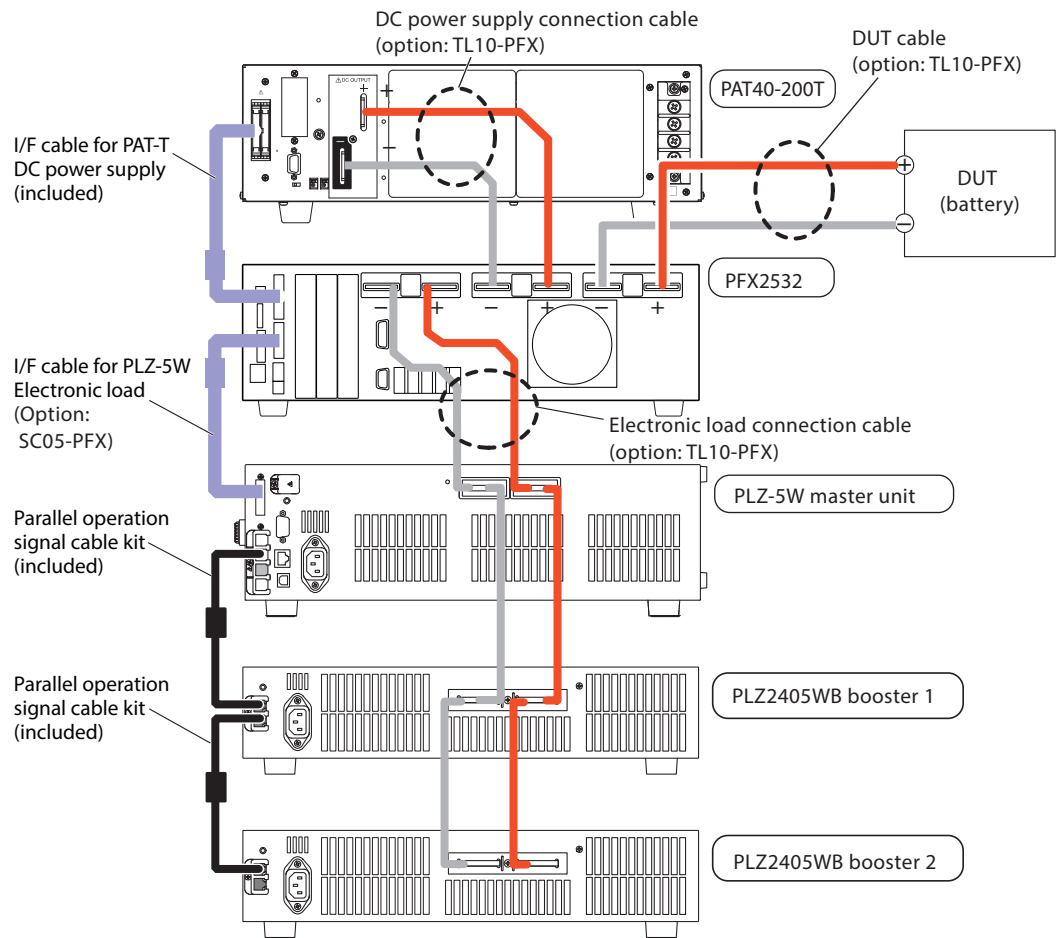 DC power supply connection cable
(option: TL10-PFX)
DUT cable
(option: TL10-PFX)
PAT40-200T
DC OUTPUT
+
+
−
I/F cable for PAT-T
DC power supply
(included)
+
−
DUT
(battery)
PFX2532
− + − + − +
I/F cable for PLZ-5W
Electronic load
(Option:
SC05-PFX)
Electronic load connection cable
(option: TL10-PFX)
PLZ-5W master unit
Parallel operation
signal cable kit
(included)
Parallel operation
signal cable kit
(included)
PLZ2405WB booster 1
PLZ2405WB booster 2